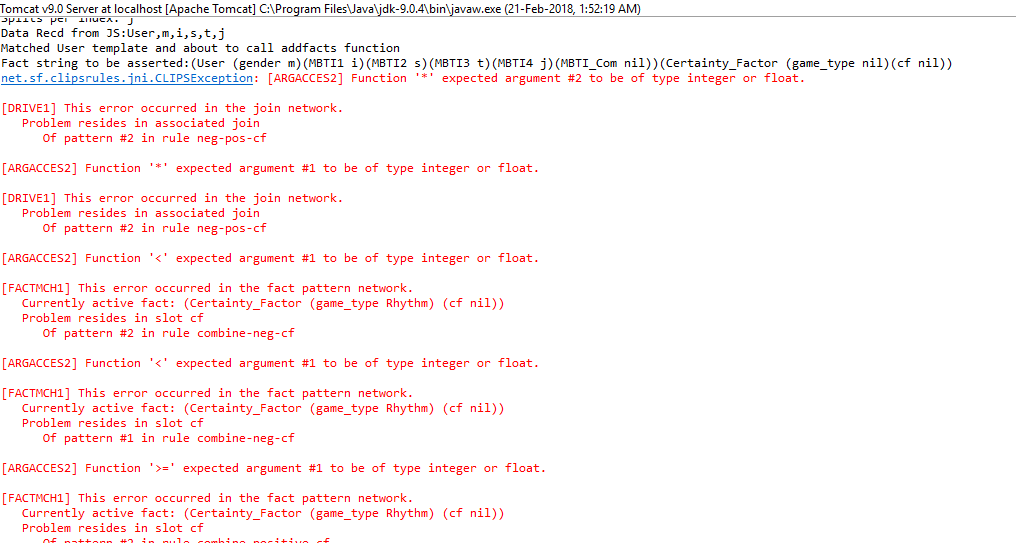 Tomcat v9.0 Server at localhost [Apache Tomcat] C:\Program Files\Java\jdk-9.0.4\bin\javaw.exe (21-Feb-2018, 1:52:19 AM)
Splits per index: j
Data Recd from JS:User,m,i,s,t,j
Matched User template and about to call addfacts function
Fact string to be asserted:(User (gender m)(MBTI1 i)(MBTI2 s)(MBTI3 t)(MBTI4 j)(MBTI_Com nil))(Certainty_Factor (game_type nil)(cf nil))
net.sf.clipsrules.jni.CLIPSException: [ARGACCES2] Function '*' expected argument #2 to be of type integer or float.
[DRIVE1] This error occurred in the join network.
Problem resides in associated join
Of pattern #2 in rule neg-pos-cf
[ARGACCES2] Function '*' expected argument #1 to be of type integer or float.
[DRIVE1] This error occurred in the join network.
Problem resides in associated join
Of pattern #2 in rule neg-pos-cf
[ARGACCES2] Function '<' expected argument #1 to be of type integer or float.
[FACTMCH1] This error occurred in the fact pattern network.
Currently active fact: (Certainty_Factor (game_type Rhythm) (cf nil))
Problem resides in slot cf
Of pattern #2 in rule combine-neg-cf
[ARGACCES2] Function '<' expected argument #1 to be of type integer or float.
[FACTMCH1] This error occurred in the fact pattern network.
Currently active fact: (Certainty_Factor (game_type Rhythm) (cf nil))
Problem resides in slot cf
Of pattern #1 in rule combine-neg-cf
[ARGACCES2] Function '>=' expected argument #1 to be of type integer or float.
[FACTMCH1] This error occurred in the fact pattern network.
Currently active fact: (Certainty_Factor (game_type Rhythm) (cf nil))
Problem resides in slot cf
Of pattern #2 in rule combine-positive-cf